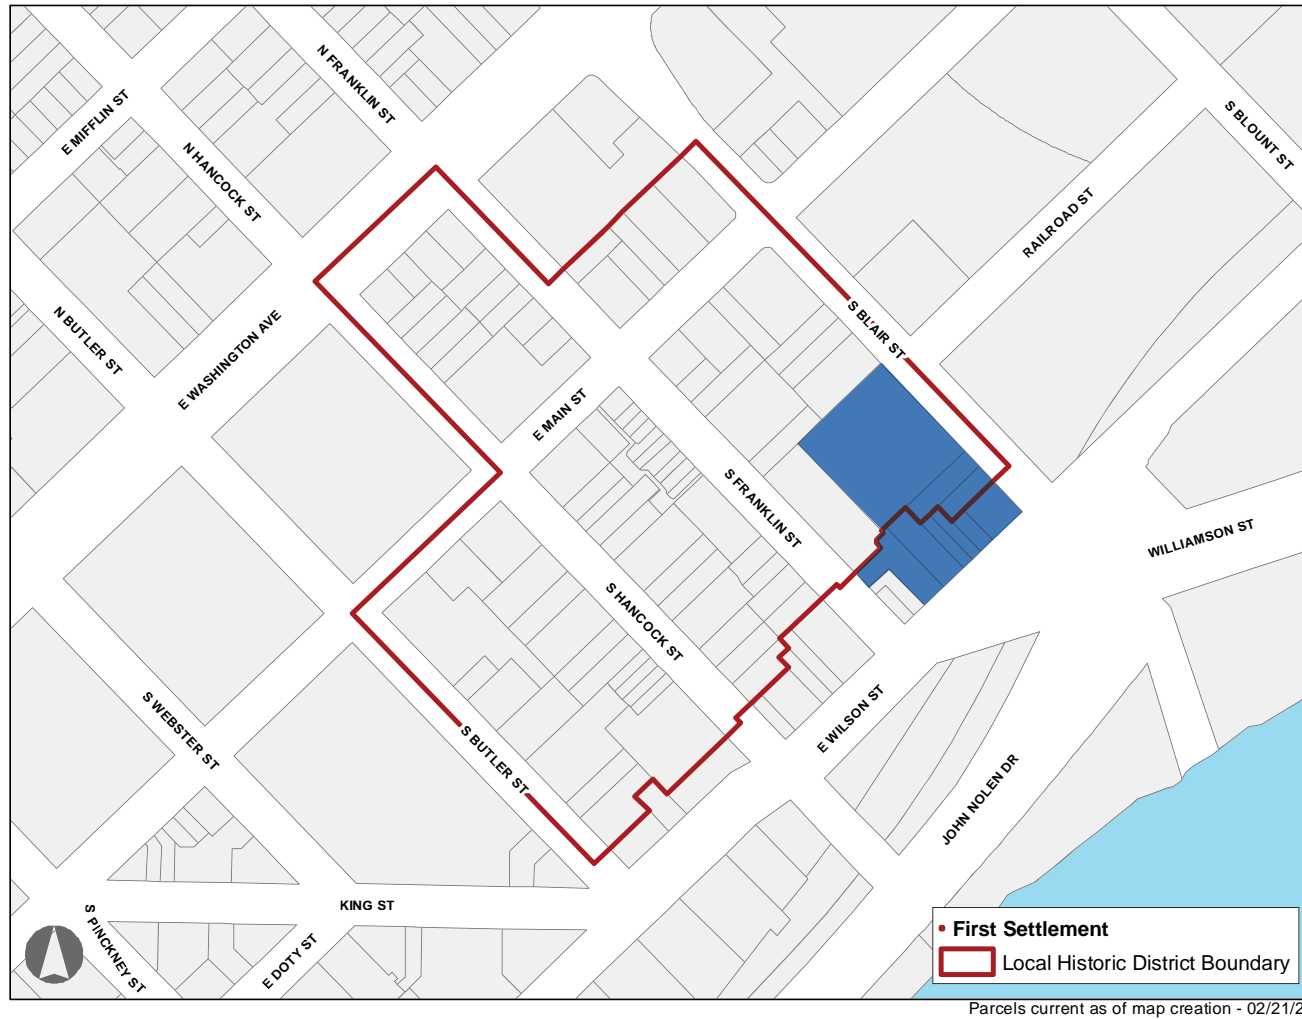 N FRANKLIN ST
E MIFFLIN ST
S BLOUNT ST
N HANCOCK ST
RAILROAD ST
N BUTLER ST
E WASHINGTON AVE
S BLAIR ST
E MAIN ST
S FRANKLIN ST
WILLIAMSON ST
S HANCOCK ST
S WEBSTER ST
S BUTLER ST
E WILSON ST
JOHN NOLEN DR
KING ST
S PINCKNEY ST
E DOTY ST
First Settlement
Local Historic District Boundary
Parcels current as of map creation - 02/21/2